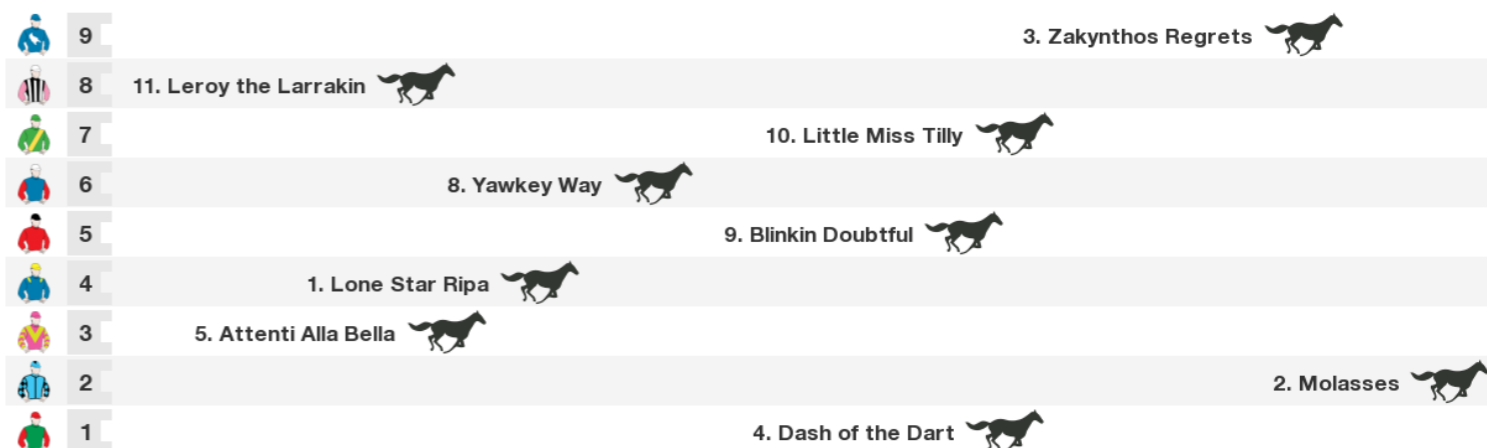 9 3. Zakynthos Regrets
8 11. Leroy the Larrakin
7 10. Little Miss Tilly
6 8. Yawkey Way
5 9. Blinkin Doubtful
4 1. Lone Star Ripa
3 5. Attenti Alla Bella
2 2. Molasses
1 4. Dash of the Dart